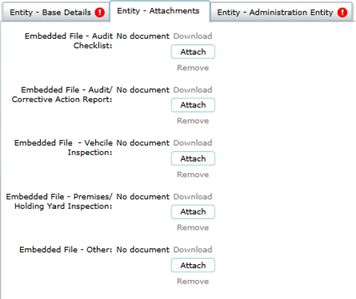 Entity - Base Details ! Entity - Attachments Entity - Administration Entity !
Embedded File - Audit No document Download
Checklist:
Attach
Remove
Embedded File - Audit/ No document Download
Corrective Action Report:
Attach
Remove
Embedded File - Vehcile No document Download
Inspection:
Attach
Remove
Embedded File - Premises/ No document Download
Holding Yard Inspection:
Attach
Remove
Embedded File - Other: No document Download
Attach
Remove